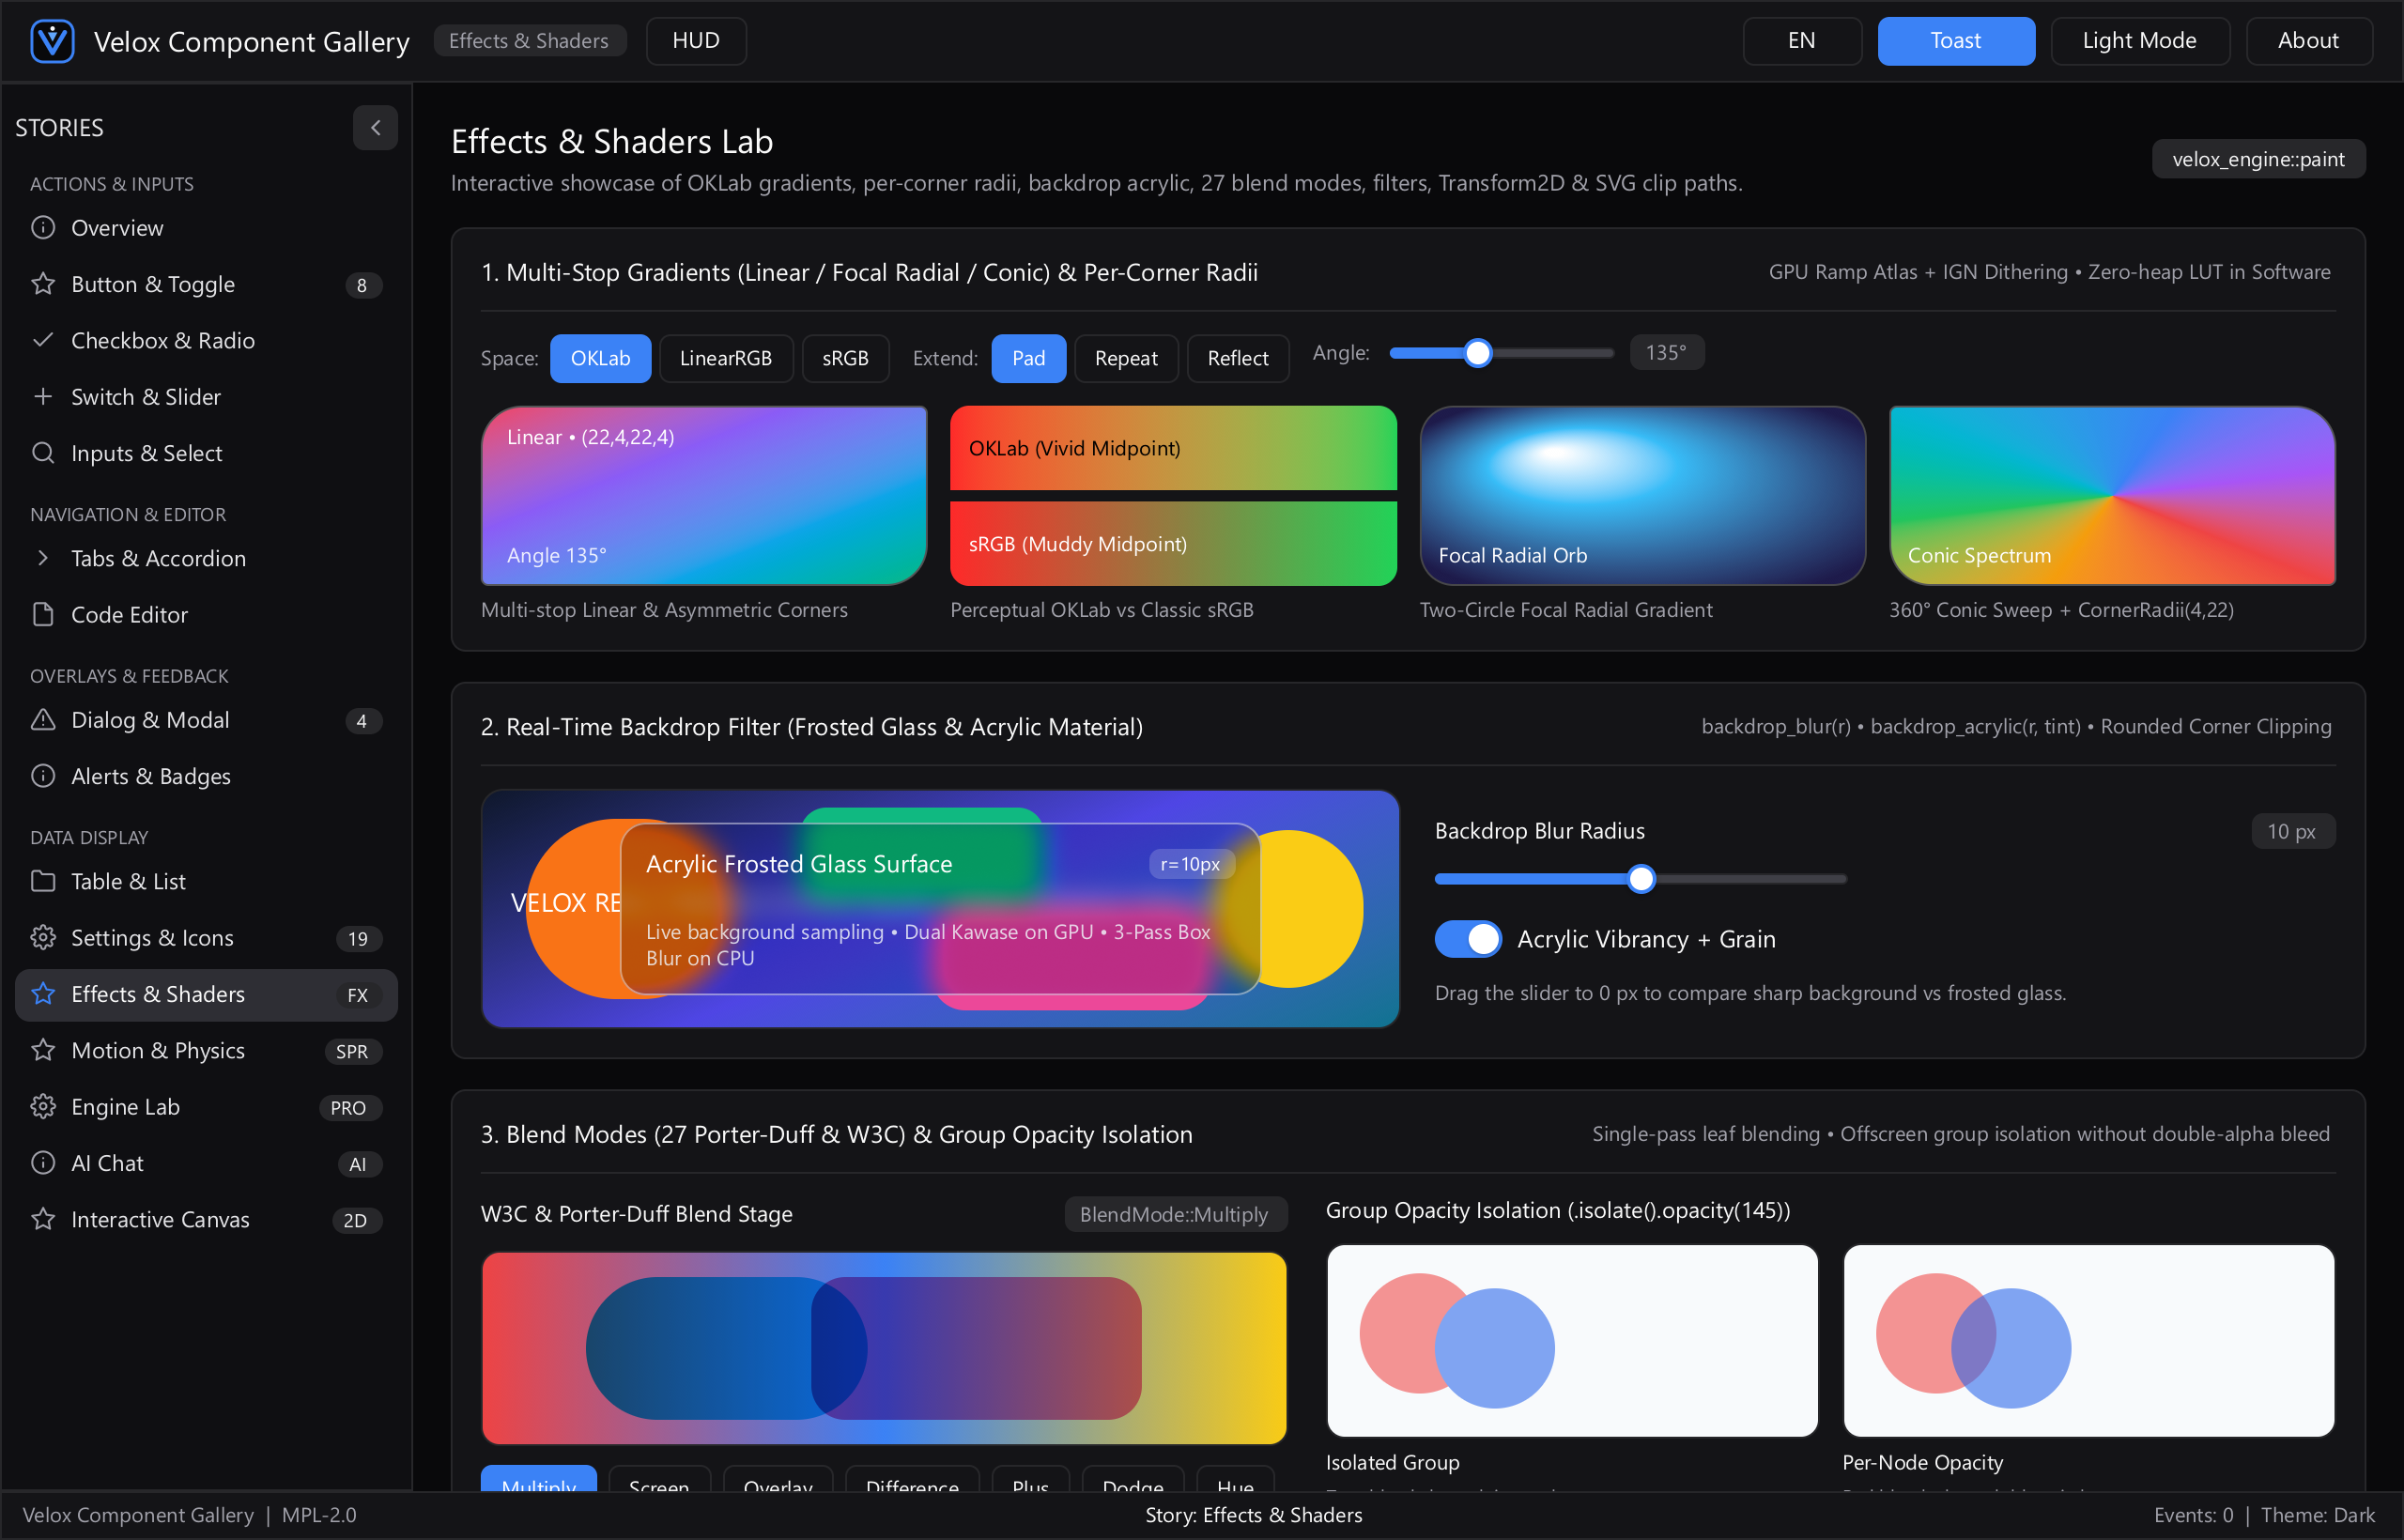 Velox Component Gallery
Effects & Shaders
HUD
EN
Toast
Light Mode
About
STORIES
ACTIONS & INPUTS
Overview
Button & Toggle 8
Checkbox & Radio
Switch & Slider
Inputs & Select
NAVIGATION & EDITOR
Tabs & Accordion
Code Editor
OVERLAYS & FEEDBACK
Dialog & Modal 4
Alerts & Badges
DATA DISPLAY
Table & List
Settings & Icons 19
Effects & Shaders FX
Motion & Physics SPR
Engine Lab PRO
AI Chat AI
Interactive Canvas 2D
Effects & Shaders Lab
Interactive showcase of OKLab gradients, per-corner radii, backdrop acrylic, 27 blend modes, filters, Transform2D & SVG clip paths.
velox_engine::paint
1. Multi-Stop Gradients (Linear / Focal Radial / Conic) & Per-Corner Radii
GPU Ramp Atlas + IGN Dithering • Zero-heap LUT in Software
Space: OKLab LinearRGB sRGB Extend: Pad Repeat Reflect Angle: 135°
Linear • (22,4,22,4)
Angle 135°
Multi-stop Linear & Asymmetric Corners
OKLab (Vivid Midpoint)
sRGB (Muddy Midpoint)
Perceptual OKLab vs Classic sRGB
Focal Radial Orb
Two-Circle Focal Radial Gradient
Conic Spectrum
360° Conic Sweep + CornerRadii(4,22)
2. Real-Time Backdrop Filter (Frosted Glass & Acrylic Material)
backdrop_blur(r) • backdrop_acrylic(r, tint) • Rounded Corner Clipping
VELOX RE
Acrylic Frosted Glass Surface
r=10px
Live background sampling • Dual Kawase on GPU • 3-Pass Box
Blur on CPU
Backdrop Blur Radius
10 px
Acrylic Vibrancy + Grain
Drag the slider to 0 px to compare sharp background vs frosted glass.
3. Blend Modes (27 Porter-Duff & W3C) & Group Opacity Isolation
Single-pass leaf blending • Offscreen group isolation without double-alpha bleed
W3C & Porter-Duff Blend Stage
BlendMode::Multiply
Multiply Screen Overlay Difference Plus Dodge Hue
Group Opacity Isolation (.isolate().opacity(145))
Isolated Group
Per-Node Opacity
Velox Component Gallery | MPL-2.0
Story: Effects & Shaders
Events: 0 | Theme: Dark